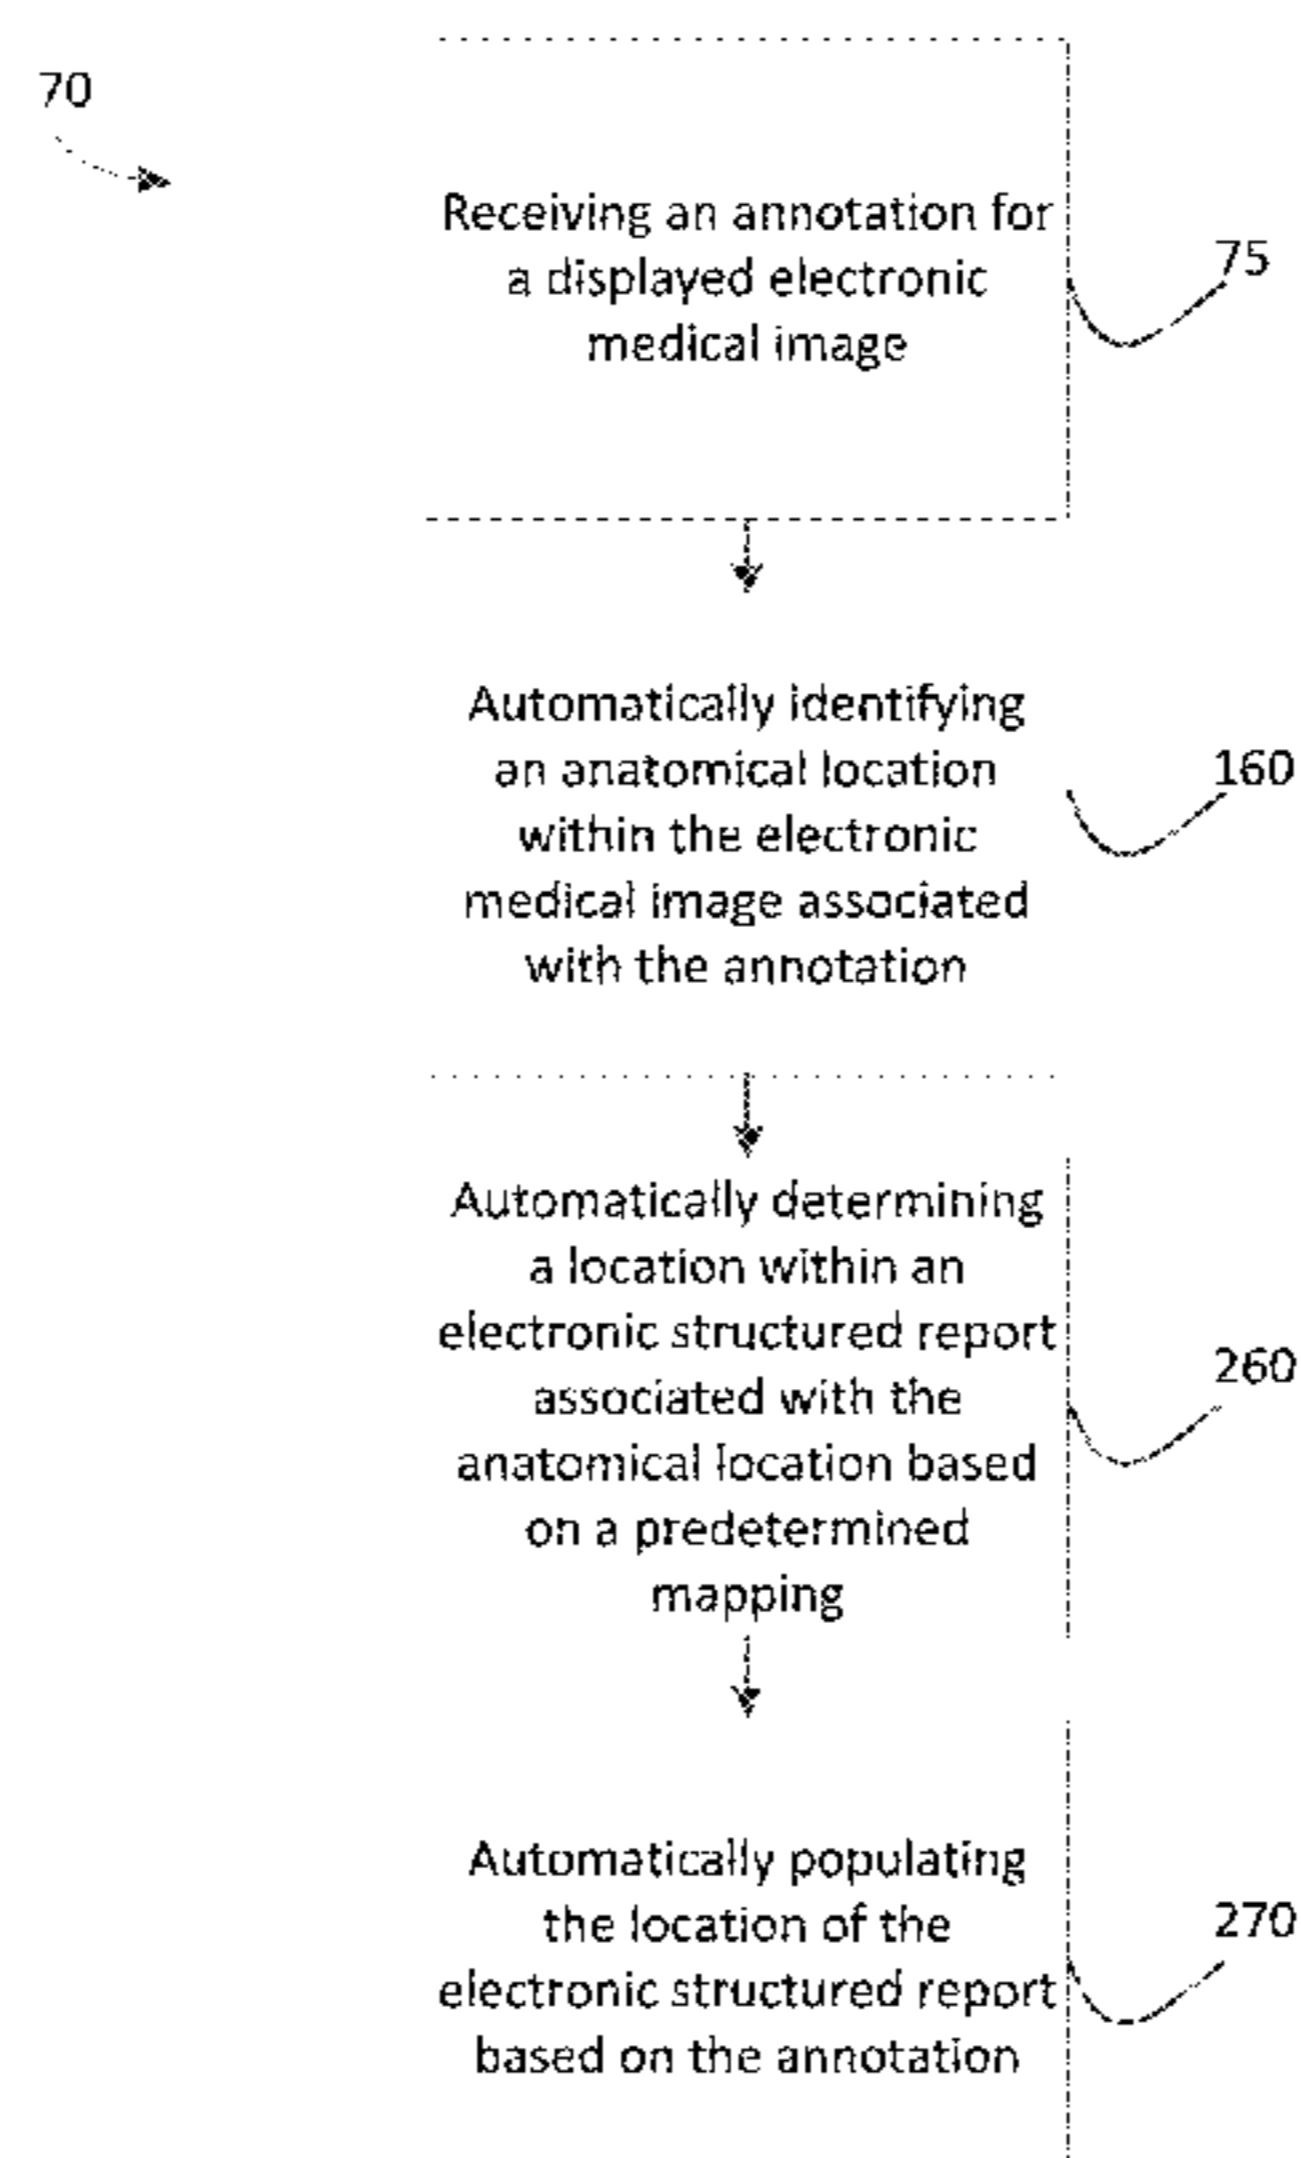 70
Receiving an annotation for
a displayed electronic
medical image
75
Automatically identifying
an anatomical location
within the electronic
medical image associated
with the annotation
160
Automatically determining
a location within an
electronic structured report
associated with the
anatomical location based
on a predetermined
mapping
260
Automatically populating
the location of the
electronic structured report
based on the annotation
270